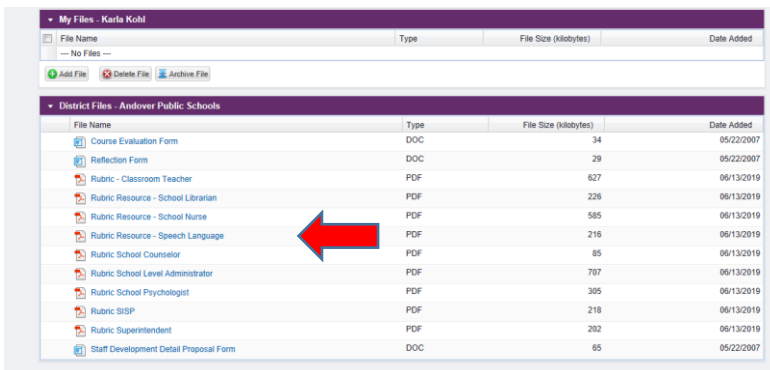 My Files - Karla Kohl
File Name Type File Size (kilobytes) Date Added
--- No Files ---
Add File Delete File Archive File
District Files - Andover Public Schools
File Name Type File Size (kilobytes) Date Added
Course Evaluation Form DOC 34 05/22/2007
Reflection Form DOC 29 05/22/2007
Rubric - Classroom Teacher PDF 627 06/13/2019
Rubric Resource - School Librarian PDF 226 06/13/2019
Rubric Resource - School Nurse PDF 585 06/13/2019
Rubric Resource - Speech Language PDF 216 06/13/2019
Rubric School Counselor PDF 85 06/13/2019
Rubric School Level Administrator PDF 707 06/13/2019
Rubric School Psychologist PDF 305 06/13/2019
Rubric SISP PDF 218 06/13/2019
Rubric Superintendent PDF 202 06/13/2019
Staff Development Detail Proposal Form DOC 65 05/22/2007